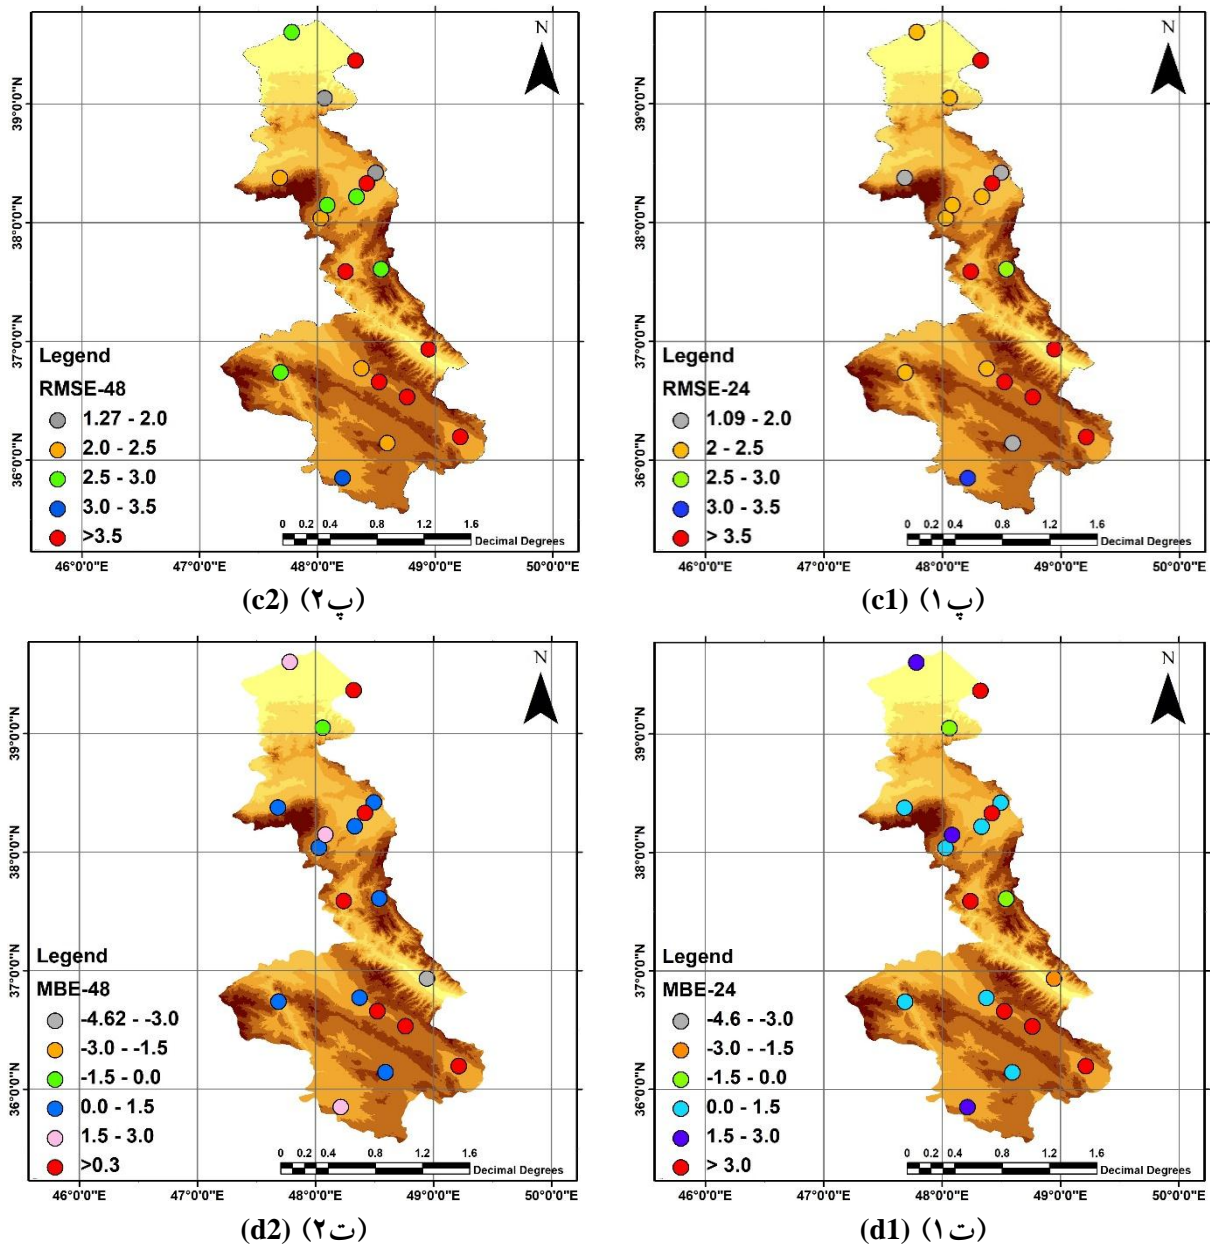 N
39°0'0"N
38°0'0"N
37°0'0"N
36°0'0"N
Legend
RMSE-48
1.27 - 2.0
2.0 - 2.5
2.5 - 3.0
3.0 - 3.5
>3.5
0 0.2 0.4 0.8 1.2 1.6
Decimal Degrees
46°0'0"E 47°0'0"E 48°0'0"E 49°0'0"E 50°0'0"E
(c2) (پ۲)
N
39°0'0"N
38°0'0"N
37°0'0"N
36°0'0"N
Legend
RMSE-24
1.09 - 2.0
2 - 2.5
2.5 - 3.0
3.0 - 3.5
> 3.5
0 0.2 0.4 0.8 1.2 1.6
Decimal Degrees
46°0'0"E 47°0'0"E 48°0'0"E 49°0'0"E 50°0'0"E
(c1) (پ۱)
N
39°0'0"N
38°0'0"N
37°0'0"N
36°0'0"N
Legend
MBE-48
-4.62 - -3.0
-3.0 - -1.5
-1.5 - 0.0
0.0 - 1.5
1.5 - 3.0
>0.3
0 0.2 0.4 0.8 1.2 1.6
Decimal Degrees
46°0'0"E 47°0'0"E 48°0'0"E 49°0'0"E 50°0'0"E
(d2) (ت۲)
N
39°0'0"N
38°0'0"N
37°0'0"N
36°0'0"N
Legend
MBE-24
-4.6 - -3.0
-3.0 - -1.5
-1.5 - 0.0
0.0 - 1.5
1.5 - 3.0
> 3.0
0 0.2 0.4 0.8 1.2 1.6
Decimal Degrees
46°0'0"E 47°0'0"E 48°0'0"E 49°0'0"E 50°0'0"E
(d1) (ت۱)